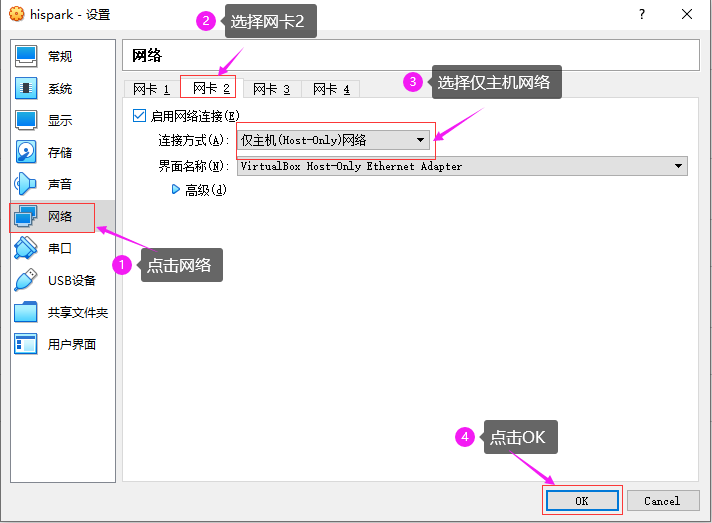 hispark - 设置
? ×
2 选择网卡2
常规
系统
显示
存储
声音
网络
串口
USB设备
共享文件夹
用户界面
网络
网卡 1 网卡 2 网卡 3 网卡 4
3 选择仅主机网络
启用网络连接(E)
连接方式(A): 仅主机(Host-Only)网络
界面名称(N): VirtualBox Host-Only Ethernet Adapter
高级(d)
1 点击网络
4 点击OK
OK Cancel